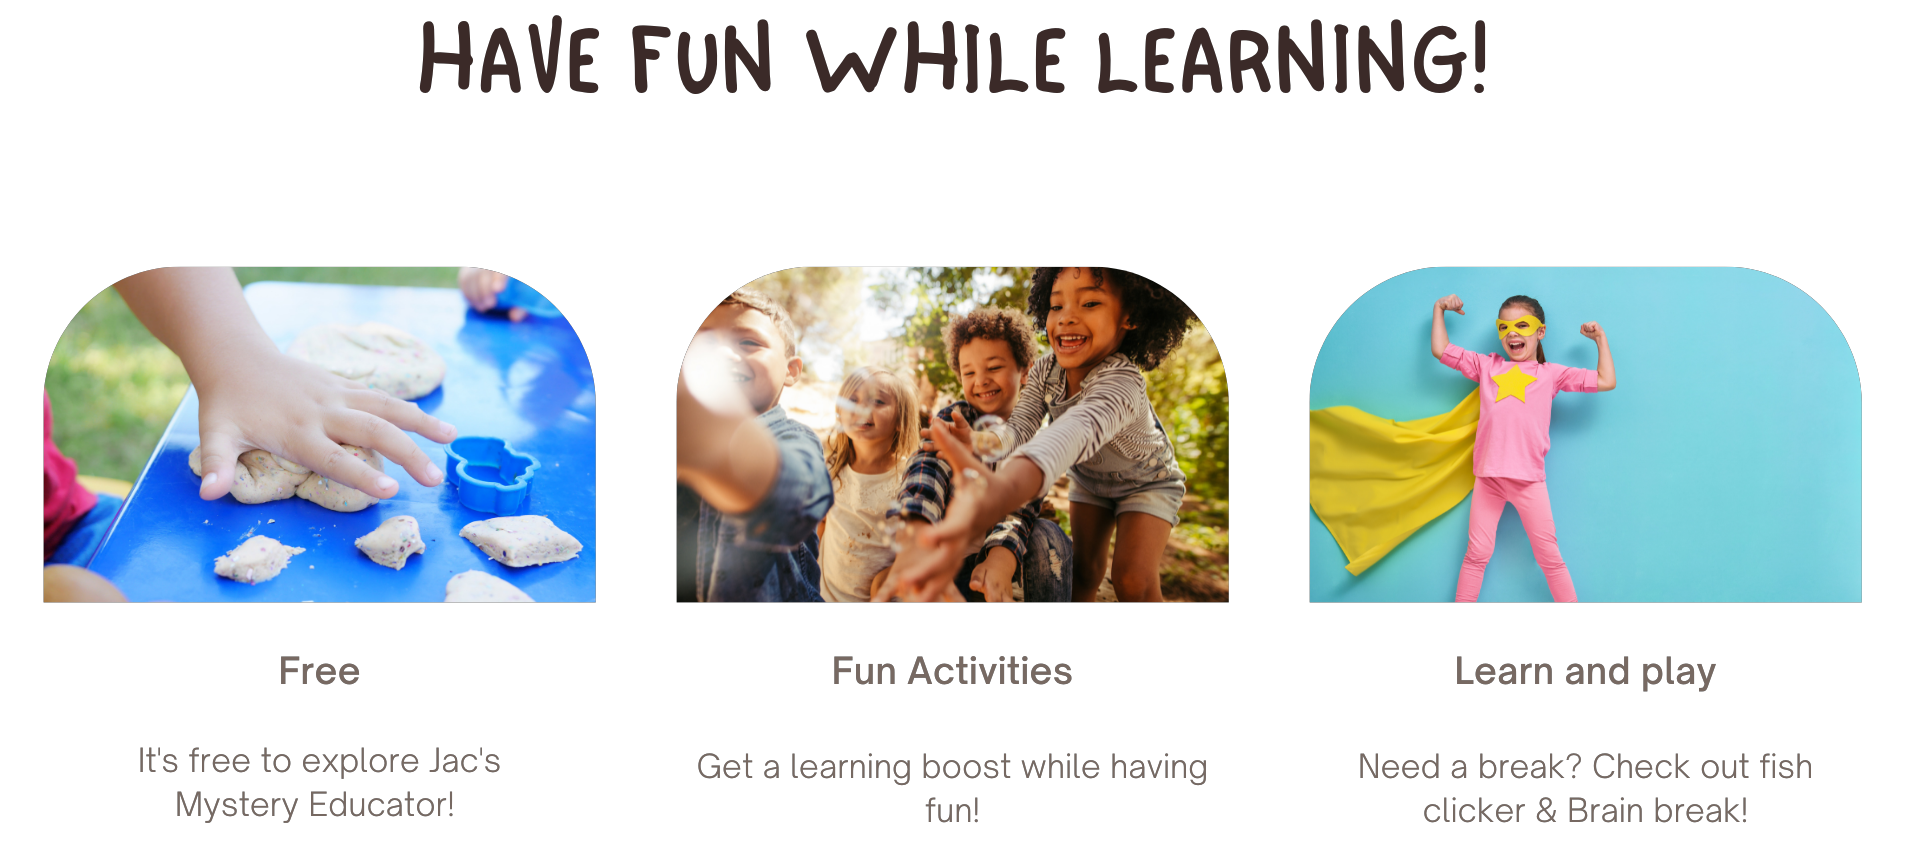 HAVE FUN WHILE LEARNING!
Free
It's free to explore Jac's
Mystery Educator!
Fun Activities
Get a learning boost while having
fun!
Learn and play
Need a break? Check out fish
clicker & Brain break!